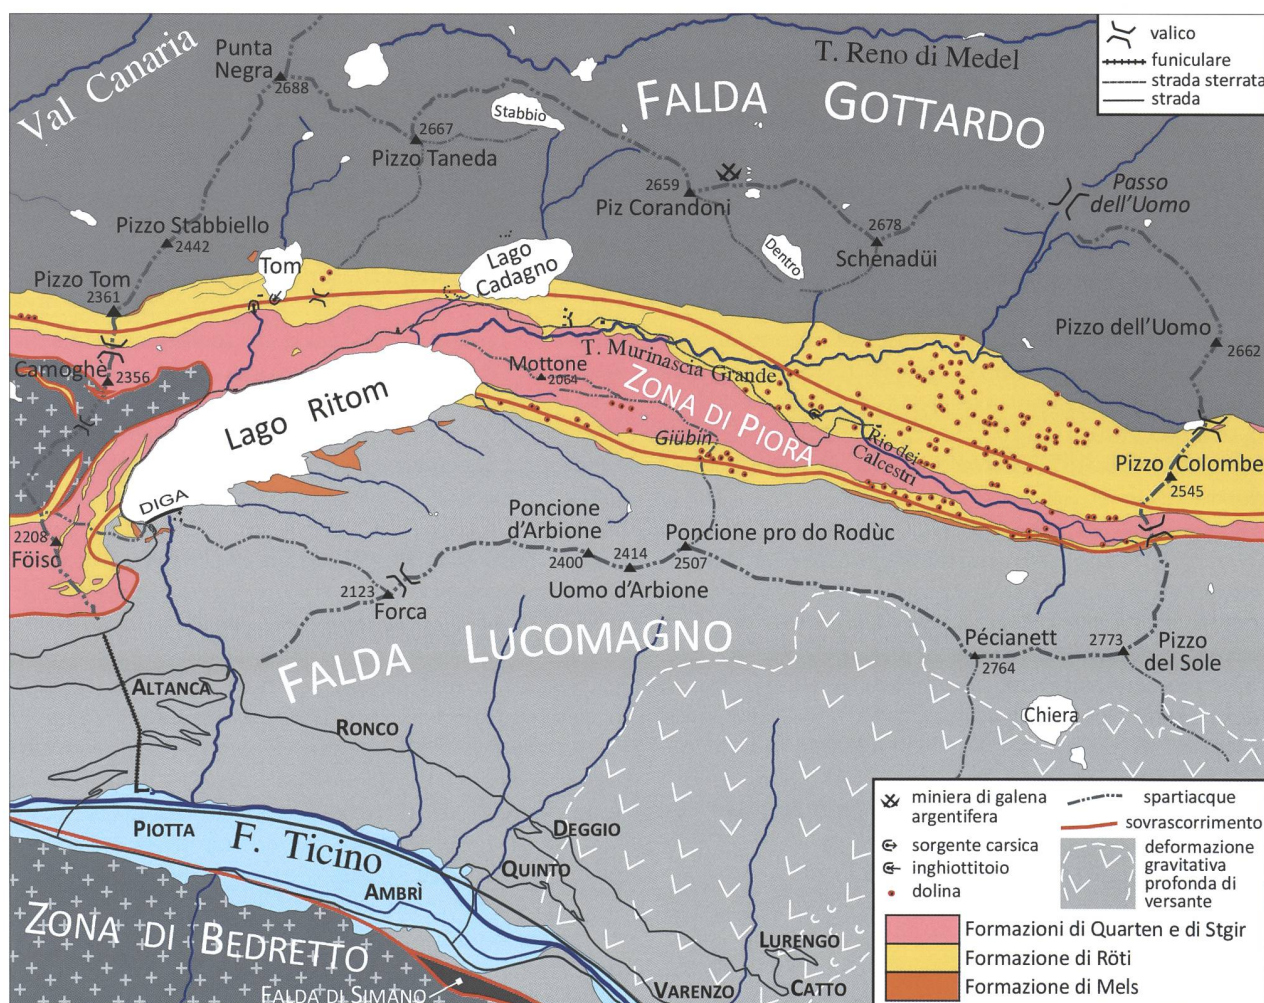 Val Canaria
Punta
Negra
2688
T. Reno di Medel
valico
funiculare
strada sterrata
strada
FALDA GOTTARDO
Stabbio
2667
Pizzo Taneda
2659
Piz Corandoni
Passo
dell'Uomo
Pizzo Stabbiello
2442
2678
Schenadüi
Tom
Lago
Cadagno
Dentro
Pizzo Tom
2361
Pizzo dell'Uomo
2662
Camoghè
2356
T. Murinascia Grande
Mottone
2064
ZONA DI PIORA
Lago Ritom
Giübin
Rio dei
Calcestri
Pizzo Colombe
2545
DIGA
2208
Föisc
Poncione
d'Arbione
2400
2414
Uomo d'Arbione
Poncione pro do Rodùc
2507
2123
Forca
FALDA LUCOMAGNO
Pécianett
2764
2773
Pizzo
del Sole
ALTANCA
RONCO
Chiera
PIOTTA
F. Ticino
AMBRÌ
DEGGIO
QUINTO
ZONA DI BEDRETTO
FALDA DI SIMANO
VARENZO
LURENGO
CATTO
miniera di galena
argentifera
sorgente carsica
inghiottitoio
dolina
spartiacque
sovrascorrimento
deformazione
gravitativa
profonda di
versante
Formazioni di Quarten e di Stgir
Formazione di Röti
Formazione di Mels